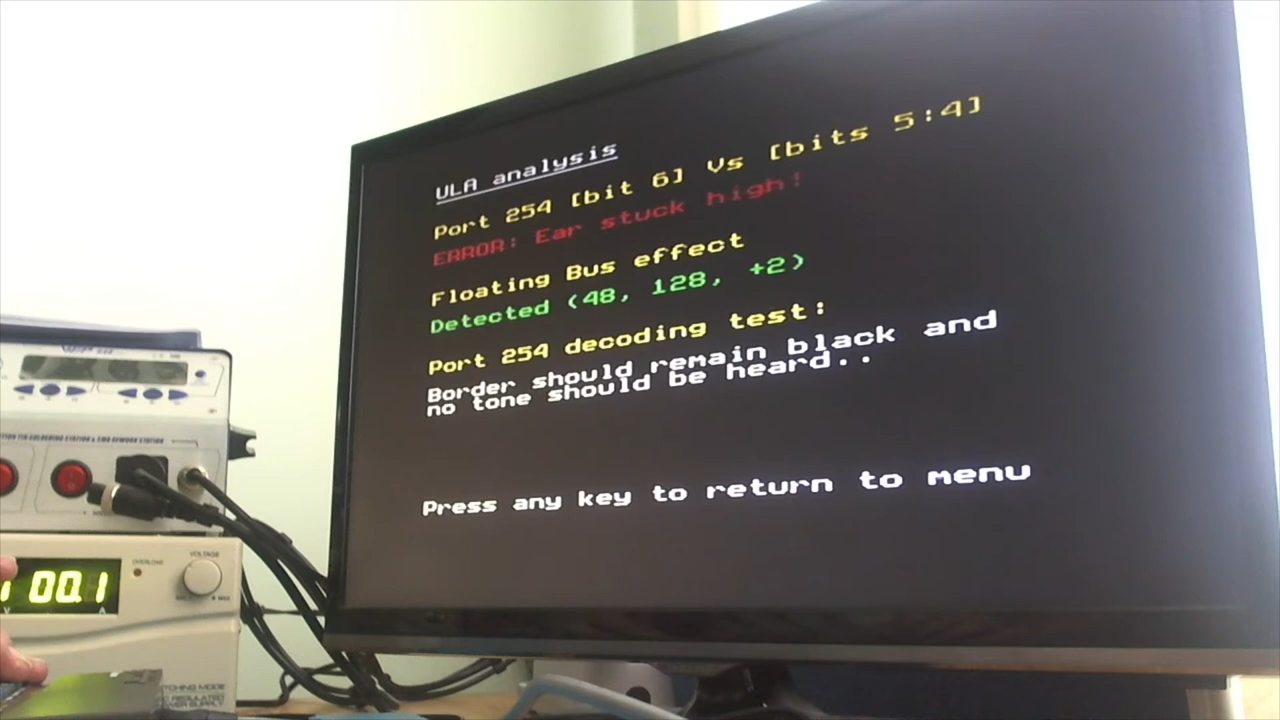 ULA analysis
Port 254 [bit 6] Vs [bits 5:4]
ERROR: Ear stuck high!
Floating Bus effect
Detected (48, 128, +2)
Port 254 decoding test:
Border should remain black and
no tone should be heard..
Press any key to return to menu
OVERLOAD
VOLTAGE
00.1
V
A